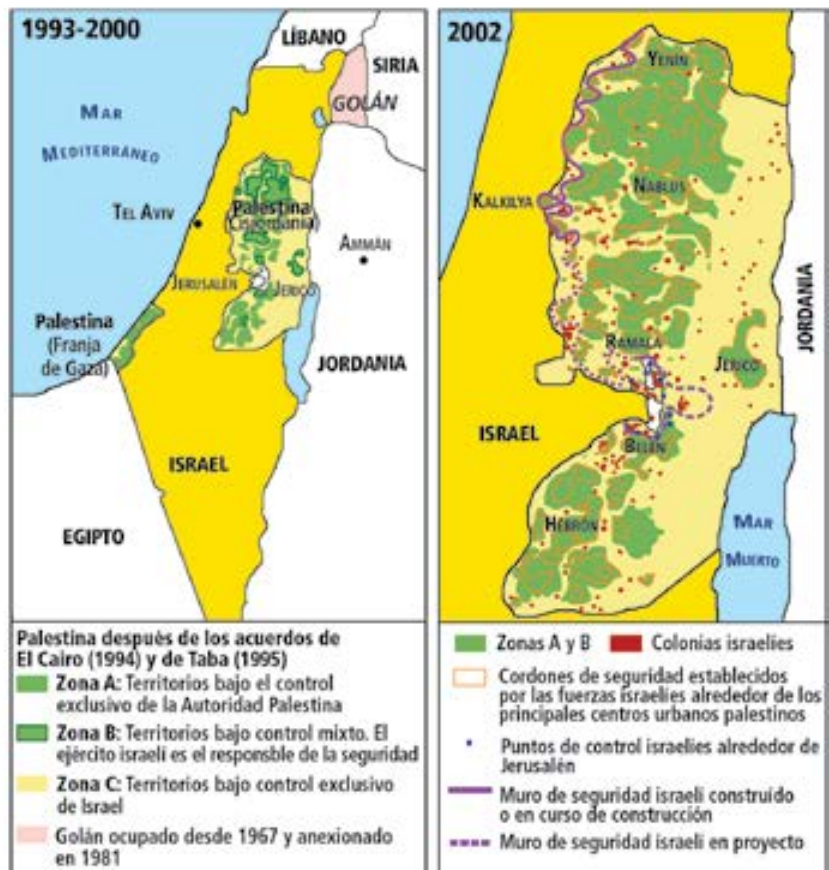 1993-2000
LÍBANO
SIRIA
GOLÁN
MAR
MEDITERRÁNEO
TEL AVIV
Palestina
(Cisjordania)
AMMÁN
JERUSALÉN
JERICÓ
Palestina
(Franja
de Gaza)
JORDANIA
ISRAEL
EGIPTO
Palestina después de los acuerdos de
El Cairo (1994) y de Taba (1995)
Zona A: Territorios bajo el control
exclusivo de la Autoridad Palestina
Zona B: Territorios bajo control mixto. El
ejército israelí es el responsble de la seguridad
Zona C: Territorios bajo control exclusivo
de Israel
Golán ocupado desde 1967 y anexionado
en 1981
2002
YENÍN
NABLUS
KALKILYA
JORDANIA
RAMALA
JERICÓ
ISRAEL
BELÉN
HEBRÓN
MAR
MUERTO
Zonas A y B
Colonias israelíes
Cordones de seguridad establecidos
por las fuerzas israelíes alrededor de los
principales centros urbanos palestinos
Puntos de control israelíes alrededor de
Jerusalén
Muro de seguridad israelí construído
o en curso de construcción
Muro de seguridad israelí en proyecto